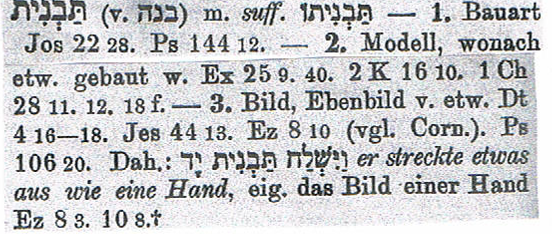 תַּבְנִית (v. בנה) m. suff. תַּבְנִיתוֹ — 1. Bauart
Jos 22 28. Ps 144 12. — 2. Modell, wonach
etw. gebaut w. Ex 25 9. 40. 2 K 16 10. 1 Ch
28 11. 12. 18 f. — 3. Bild, Ebenbild v. etw. Dt
4 16—18. Jes 44 13. Ez 8 10 (vgl. Corn.). Ps
106 20. Dah.: וַיִּשְׁלַח תַּבְנִית יָד er streckte etwas
aus wie eine Hand, eig. das Bild einer Hand
Ez 8 3. 10 8.†